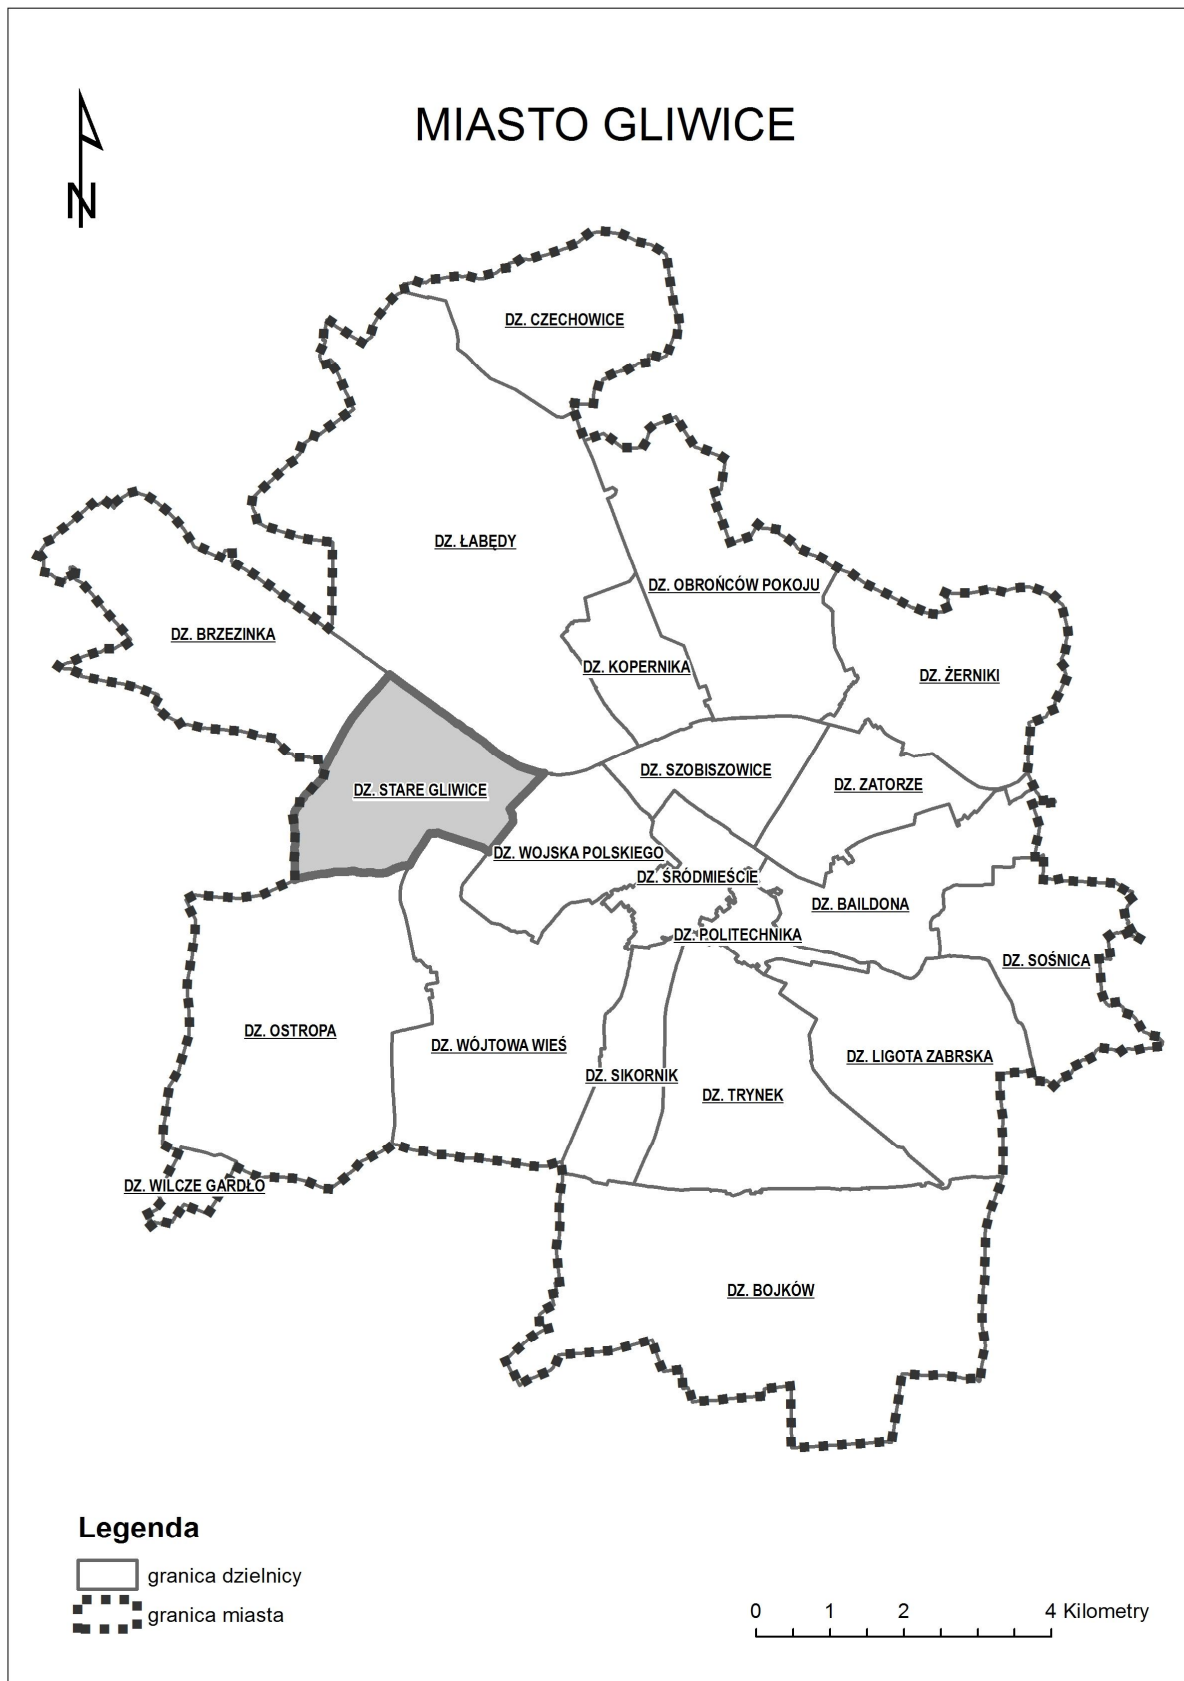 MIASTO GLIWICE
N
DZ. CZECHOWICE
DZ. ŁABĘDY
DZ. OBROŃCÓW POKOJU
DZ. BRZEZINKA
DZ. KOPERNIKA
DZ. ŻERNIKI
DZ. SZOBISZOWICE
DZ. ZATORZE
DZ. STARE GLIWICE
DZ. WOJSKA POLSKIEGO
DZ. ŚRÓDMIEŚCIE
DZ. BAILDONA
DZ. POLITECHNIKA
DZ. SOŚNICA
DZ. OSTROPA
DZ. WÓJTOWA WIEŚ
DZ. LIGOTA ZABRSKA
DZ. SIKORNIK
DZ. TRYNEK
DZ. WILCZE GARDŁO
DZ. BOJKÓW
Legenda
granica dzielnicy
granica miasta
0 1 2 4 Kilometry